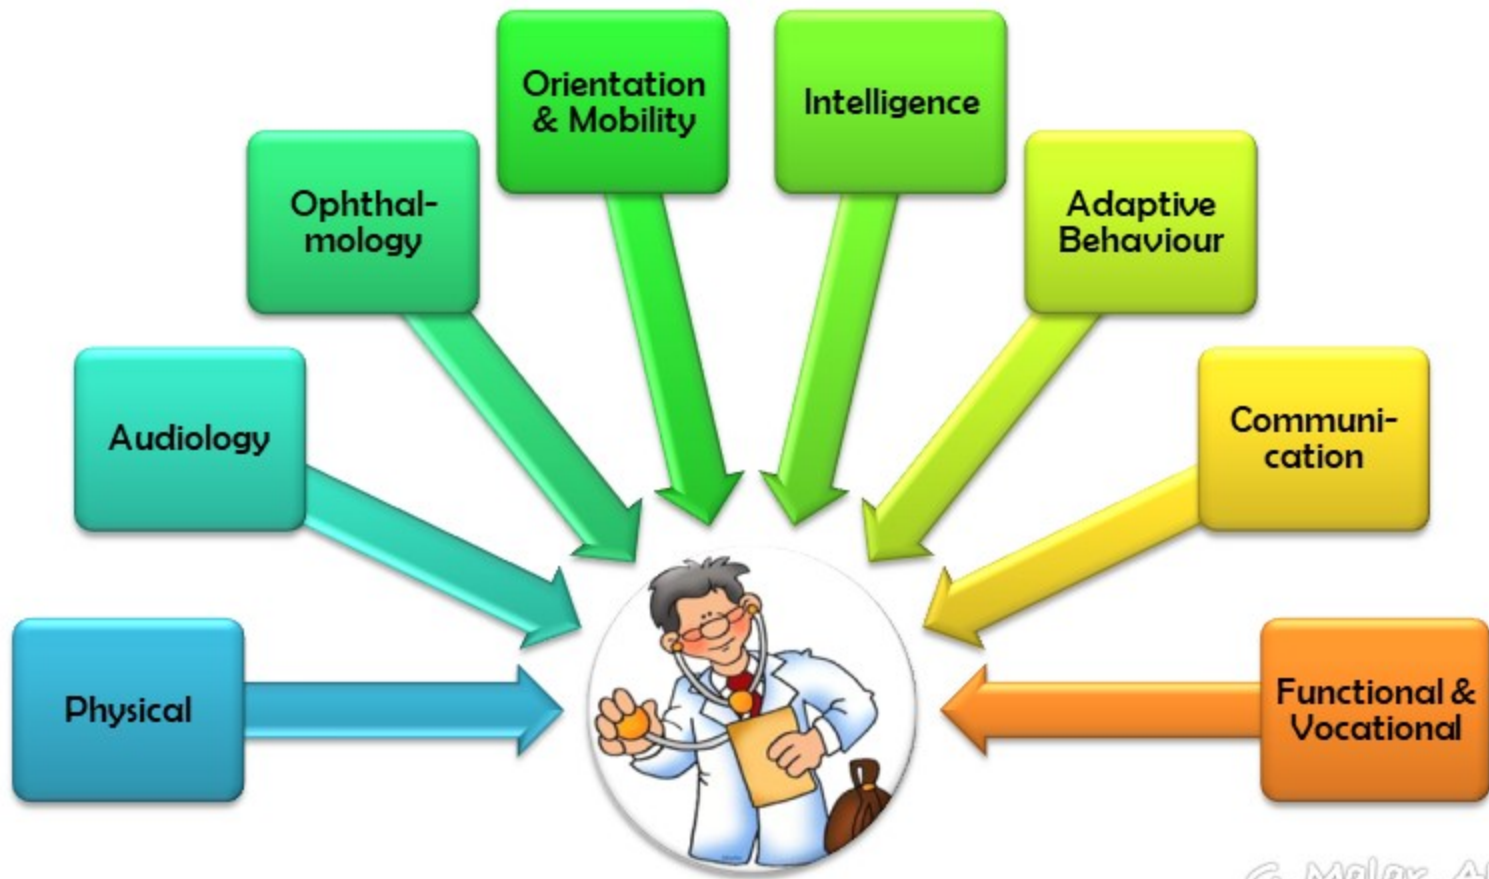 Orientation
& Mobility
Intelligence
Ophthal-
mology
Adaptive
Behaviour
Audiology
Communi-
cation
Physical
Functional &
Vocational